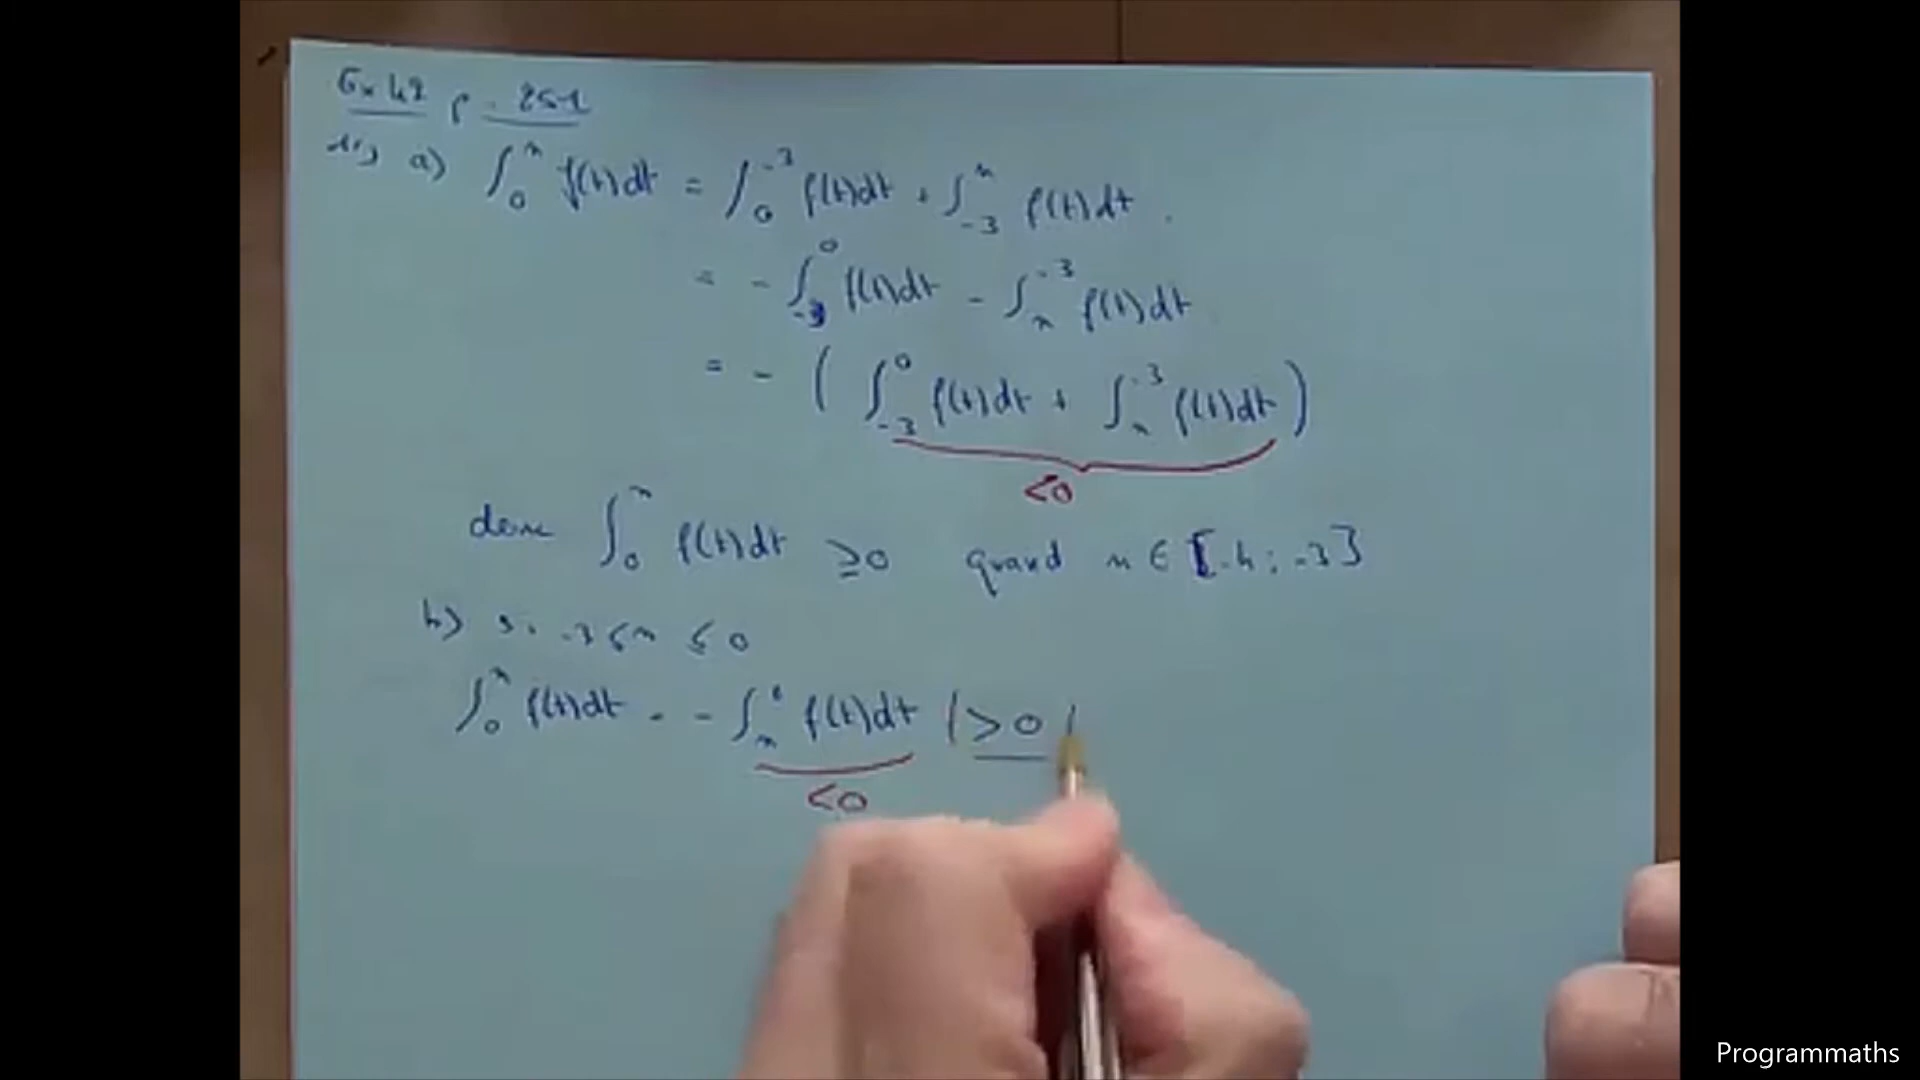 Ex 42 p. 251
1) a) ∫₀ˣ f(t)dt = ∫₀⁻³ f(t)dt + ∫₋₃ˣ f(t)dt.
= - ∫₋₃⁰ f(t)dt - ∫ₓ⁻³ f(t)dt
= - ( ∫₋₃⁰ f(t)dt + ∫ₓ⁻³ f(t)dt )
<0
donc ∫₀ˣ f(t)dt ≥0 quand x ∈ [-4 ; -3]
b) si -3 ≤ x ≤ 0
∫₀ˣ f(t)dt = - ∫ₓ⁰ f(t)dt (>0)
<0
Programmaths